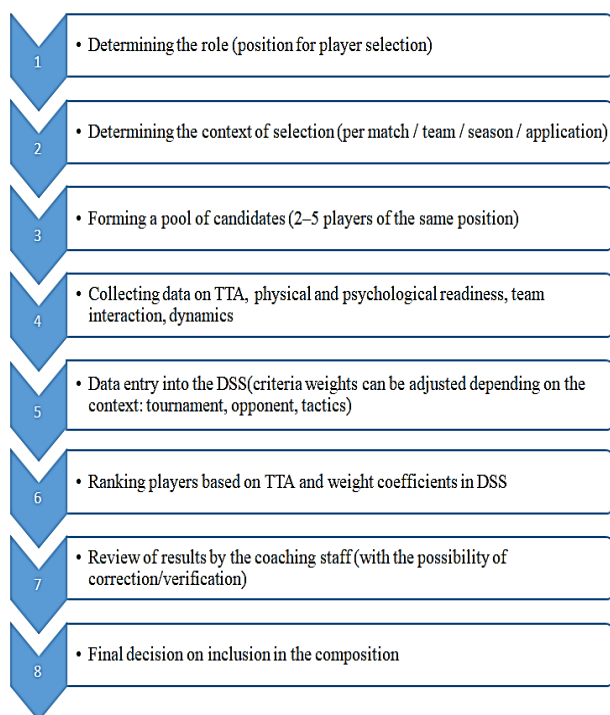 1
• Determining the role (position for player selection)
2
• Determining the context of selection (per match / team / season / application)
3
• Forming a pool of candidates (2–5 players of the same position)
4
• Collecting data on TTA, physical and psychological readiness, team
interaction, dynamics
5
• Data entry into the DSS(criteria weights can be adjusted depending on the
context: tournament, opponent, tactics)
6
• Ranking players based on TTA and weight coefficients in DSS
7
• Review of results by the coaching staff (with the possibility of
correction/verification)
8
• Final decision on inclusion in the composition